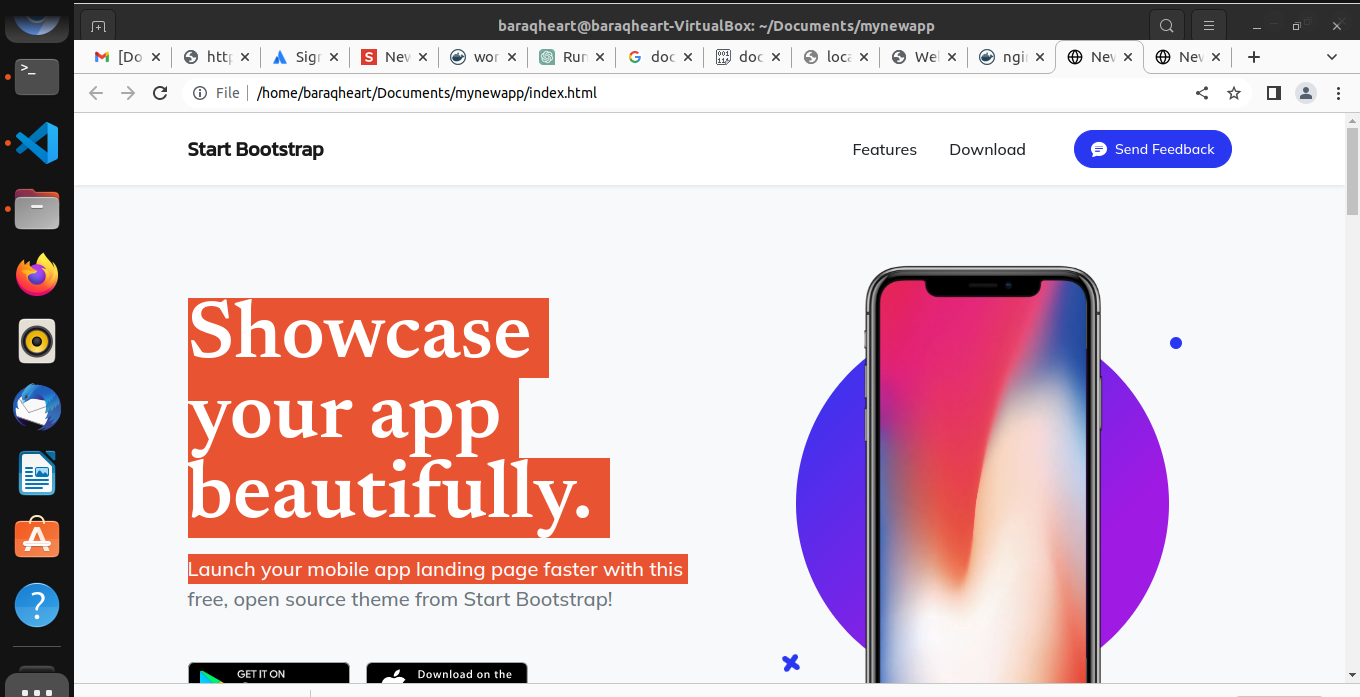 baraqheart@baraqheart-VirtualBox: ~/Documents/mynewapp
[Do
http
Sign
S New
wor
Run
G doc
doc
loca
Wel
ngi
New
New
File
/home/baraqheart/Documents/mynewapp/index.html
Start Bootstrap
Features
Download
Send Feedback
Showcase
your app
beautifully.
Launch your mobile app landing page faster with this
free, open source theme from Start Bootstrap!
GET IT ON
Download on the